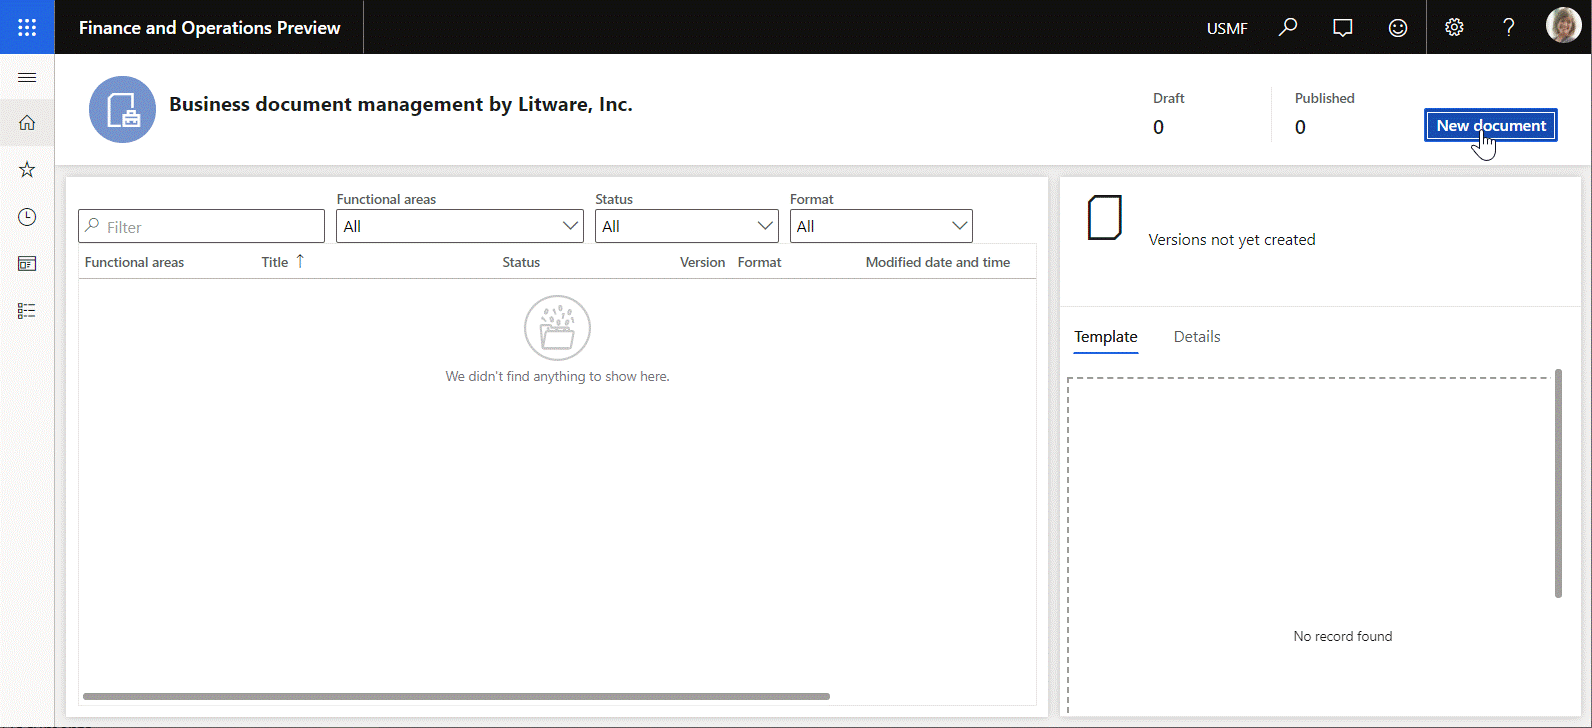 Finance and Operations Preview
USMF
Business document management by Litware, Inc.
Draft
Published
0
0
New document
Functional areas
Status
Format
Filter
All
All
All
Functional areas
Title
Status
Version
Format
Modified date and time
We didn't find anything to show here.
Versions not yet created
Template
Details
No record found